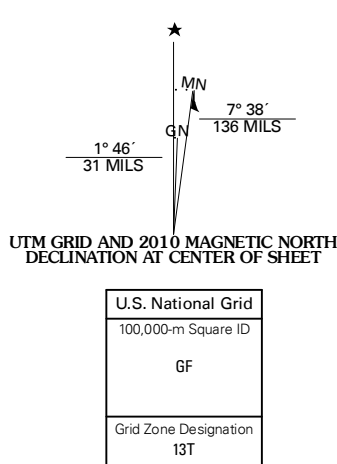 ★
MN
7° 38´
136 MILS
GN
1° 46´
31 MILS
UTM GRID AND 2010 MAGNETIC NORTH
DECLINATION AT CENTER OF SHEET
U.S. National Grid
100,000-m Square ID
GF
Grid Zone Designation
13T